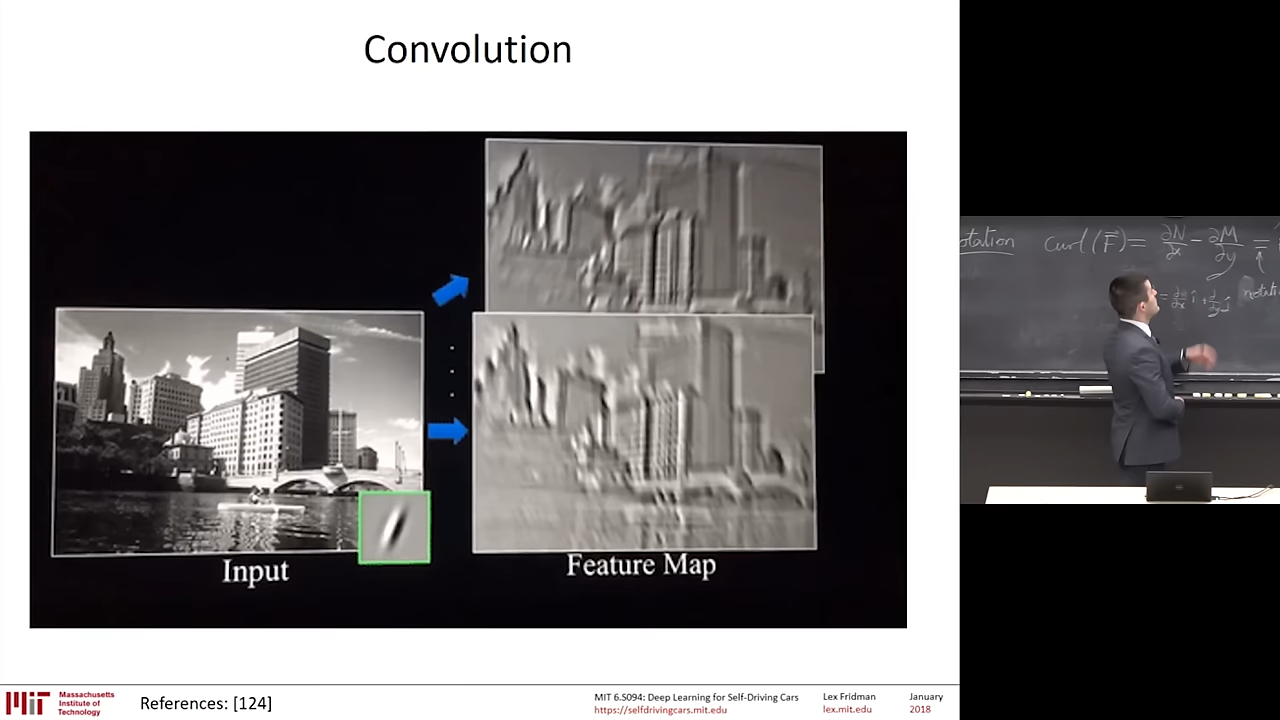 Convolution
Input
Feature Map
Massachusetts
Institute of
Technology
References: [124]
MIT 6.S094: Deep Learning for Self-Driving Cars
https://selfdrivingcars.mit.edu
Lex Fridman
lex.mit.edu
January
2018
otation curl (F⃗) = ∂N/∂x - ∂M/∂y =